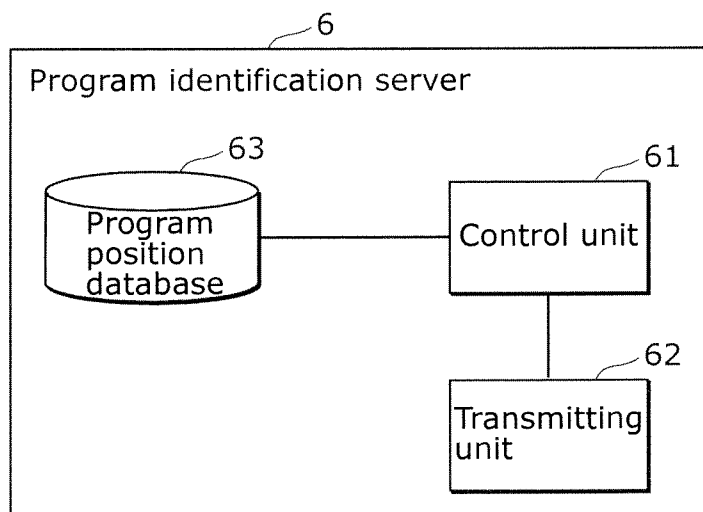 6
Program identification server
63
61
Program
position
database
Control unit
62
Transmitting
unit